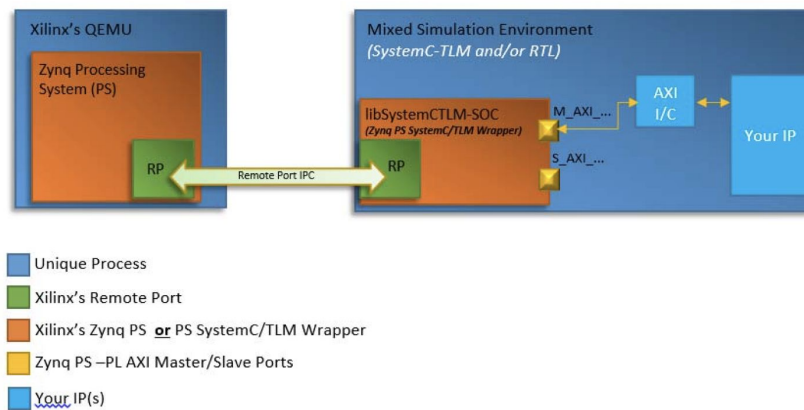 Xilinx's QEMU
Zynq Processing
System (PS)
RP
Remote Port IPC
Mixed Simulation Environment
(SystemC-TLM and/or RTL)
libSystemCTLM-SOC
(Zynq PS SystemC/TLM Wrapper)
RP
M_AXI_...
S_AXI_...
AXI
I/C
Your IP
Unique Process
Xilinx's Remote Port
Xilinx's Zynq PS or PS SystemC/TLM Wrapper
Zynq PS –PL AXI Master/Slave Ports
Your IP(s)